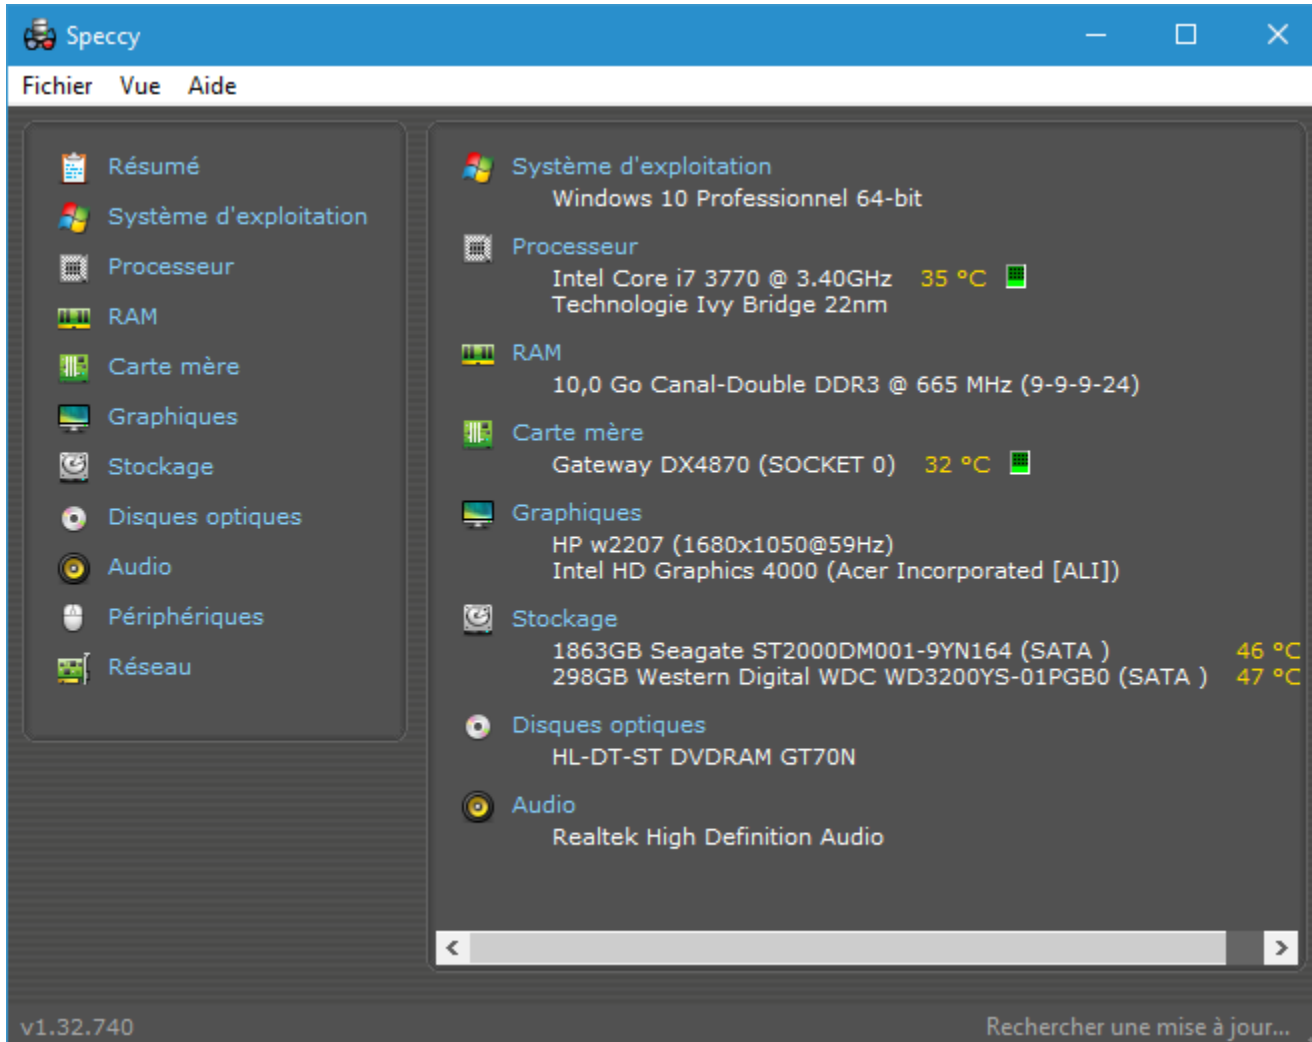 Speccy
Fichier Vue Aide
Résumé
Système d'exploitation
Processeur
RAM
Carte mère
Graphiques
Stockage
Disques optiques
Audio
Périphériques
Réseau
Système d'exploitation
Windows 10 Professionnel 64-bit
Processeur
Intel Core i7 3770 @ 3.40GHz 35 °C
Technologie Ivy Bridge 22nm
RAM
10,0 Go Canal-Double DDR3 @ 665 MHz (9-9-9-24)
Carte mère
Gateway DX4870 (SOCKET 0) 32 °C
Graphiques
HP w2207 (1680x1050@59Hz)
Intel HD Graphics 4000 (Acer Incorporated [ALI])
Stockage
1863GB Seagate ST2000DM001-9YN164 (SATA ) 46 °C
298GB Western Digital WDC WD3200YS-01PGB0 (SATA ) 47 °C
Disques optiques
HL-DT-ST DVDRAM GT70N
Audio
Realtek High Definition Audio
v1.32.740
Rechercher une mise à jour...